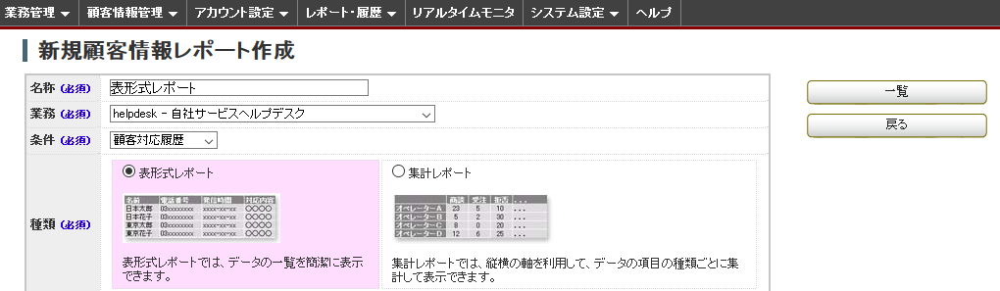 業務管理 顧客情報管理 アカウント設定 レポート・履歴 リアルタイムモニタ システム設定 ヘルプ
新規顧客情報レポート作成
名称 (必須) 表形式レポート
一覧
業務 (必須) helpdesk - 自社サービスヘルプデスク
戻る
条件 (必須) 顧客対応履歴
種類 (必須)
表形式レポート
名前 電話番号 発信時間 対応内容
日本太郎 03xxxxxxxx xxxx-xx-xx 〇〇〇〇
日本花子 03xxxxxxxx xxxx-xx-xx 〇〇〇〇
東京太郎 03xxxxxxxx xxxx-xx-xx 〇〇〇〇
東京花子 03xxxxxxxx xxxx-xx-xx 〇〇〇〇
表形式レポートでは、データの一覧を簡潔に表示
できます。
集計レポート
商談 受注 拒否 ...
オペレーターA 23 5 10 ...
オペレーターB 5 2 30 ...
オペレーターC 8 0 20 ...
オペレーターD 12 6 25 ...
集計レポートでは、縦横の軸を利用して、データの項目の種類ごとに集
計して表示できます。